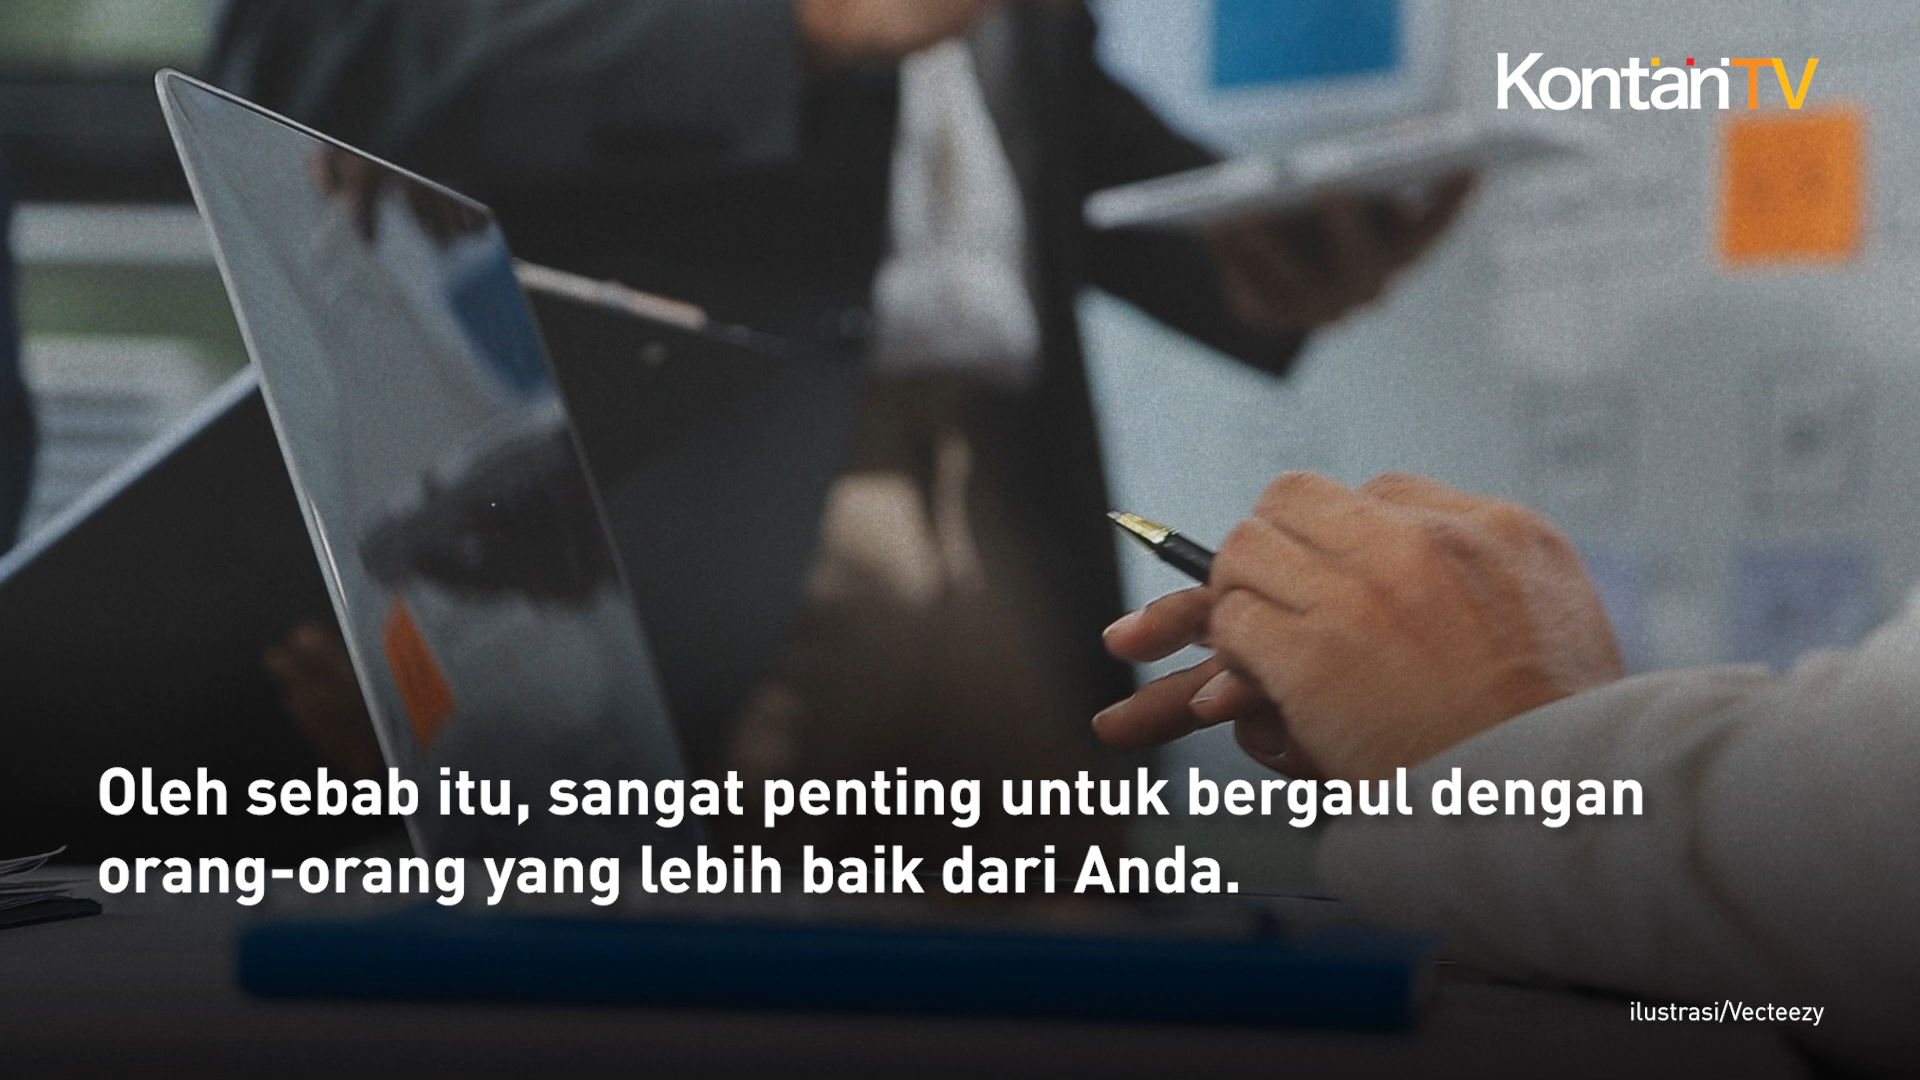 KontanTV
Oleh sebab itu, sangat penting untuk bergaul dengan
orang-orang yang lebih baik dari Anda.
ilustrasi/Vecteezy